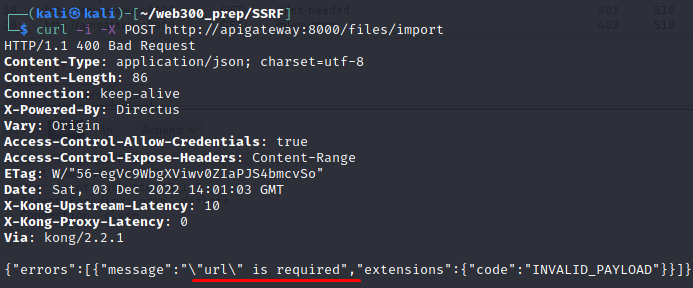 (kali㉿kali)-[~/web300_prep/SSRF]
$ curl -i -X POST http://apigateway:8000/files/import
HTTP/1.1 400 Bad Request
Content-Type: application/json; charset=utf-8
Content-Length: 86
Connection: keep-alive
X-Powered-By: Directus
Vary: Origin
Access-Control-Allow-Credentials: true
Access-Control-Expose-Headers: Content-Range
ETag: W/"56-egVc9WbgXViwv0ZIaPJS4bmcvSo"
Date: Sat, 03 Dec 2022 14:01:03 GMT
X-Kong-Upstream-Latency: 10
X-Kong-Proxy-Latency: 0
Via: kong/2.2.1
{"errors":[{"message":"\"url\" is required","extensions":{"code":"INVALID_PAYLOAD"}}]}